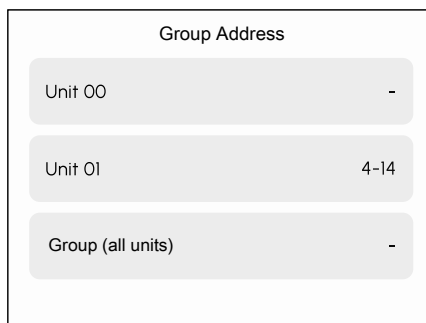 Group Address
Unit 00 -
Unit 01 4-14
Group (all units) -